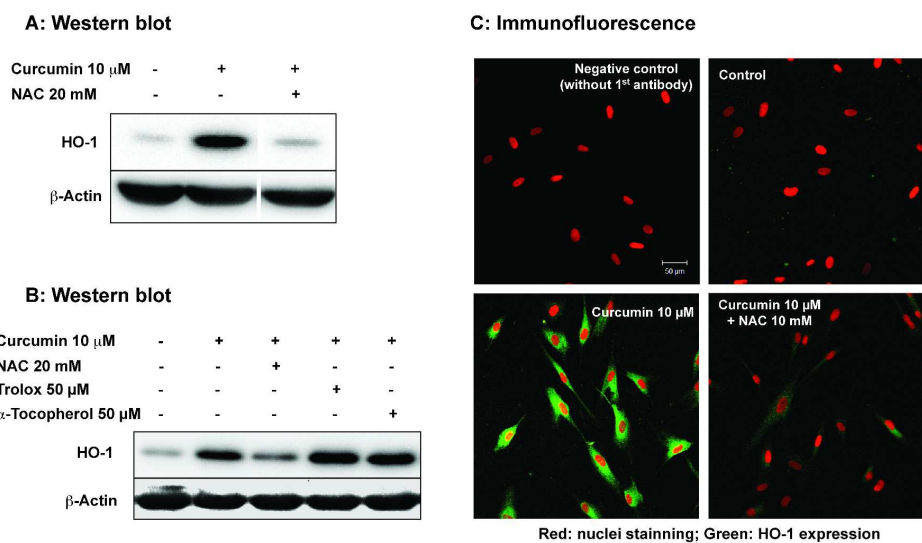 A: Western blot
Curcumin 10 μM - + +
NAC 20 mM - - +
HO-1
β-Actin
B: Western blot
Curcumin 10 μM - + + + +
NAC 20 mM - - + - -
Trolox 50 μM - - - + -
α-Tocopherol 50 μM - - - - +
HO-1
β-Actin
C: Immunofluorescence
Negative control
(without 1st antibody)
50 μm
Control
Curcumin 10 μM
Curcumin 10 μM
+ NAC 10 mM
Red: nuclei stainning; Green: HO-1 expression